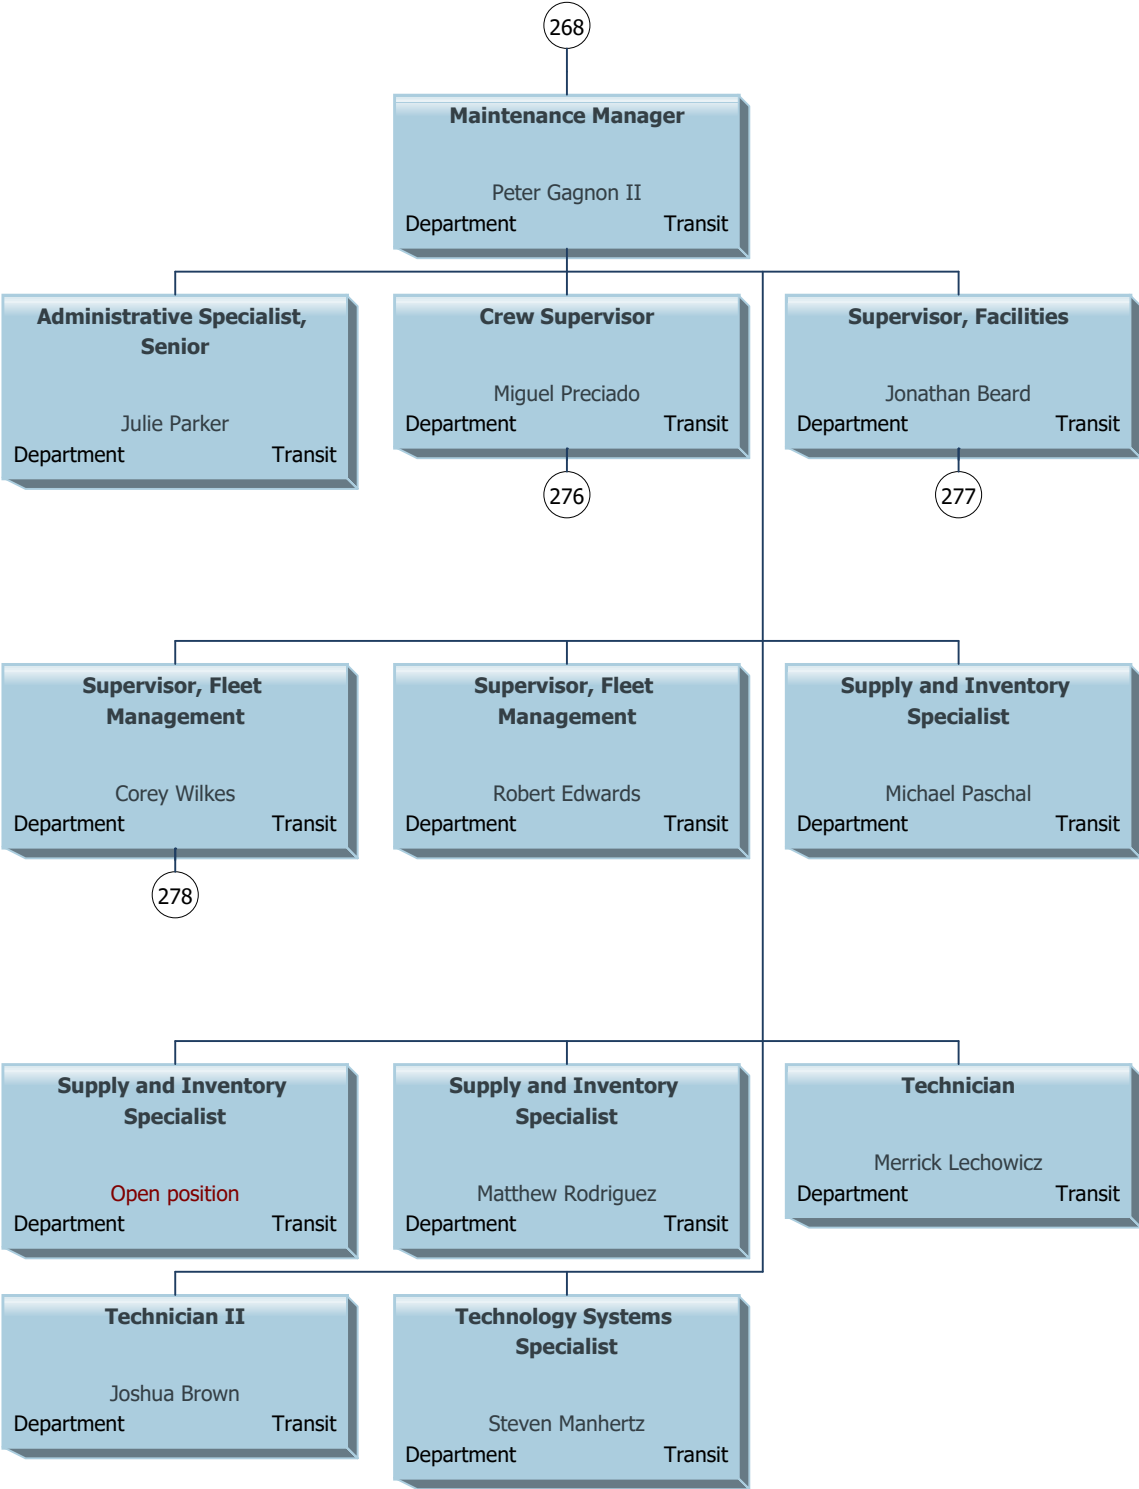 268
Maintenance Manager
Peter Gagnon II
Department Transit
Administrative Specialist,
Senior
Julie Parker
Department Transit
Crew Supervisor
Miguel Preciado
Department Transit
276
Supervisor, Facilities
Jonathan Beard
Department Transit
277
Supervisor, Fleet
Management
Corey Wilkes
Department Transit
278
Supervisor, Fleet
Management
Robert Edwards
Department Transit
Supply and Inventory
Specialist
Michael Paschal
Department Transit
Supply and Inventory
Specialist
Open position
Department Transit
Supply and Inventory
Specialist
Matthew Rodriguez
Department Transit
Technician
Merrick Lechowicz
Department Transit
Technician II
Joshua Brown
Department Transit
Technology Systems
Specialist
Steven Manhertz
Department Transit